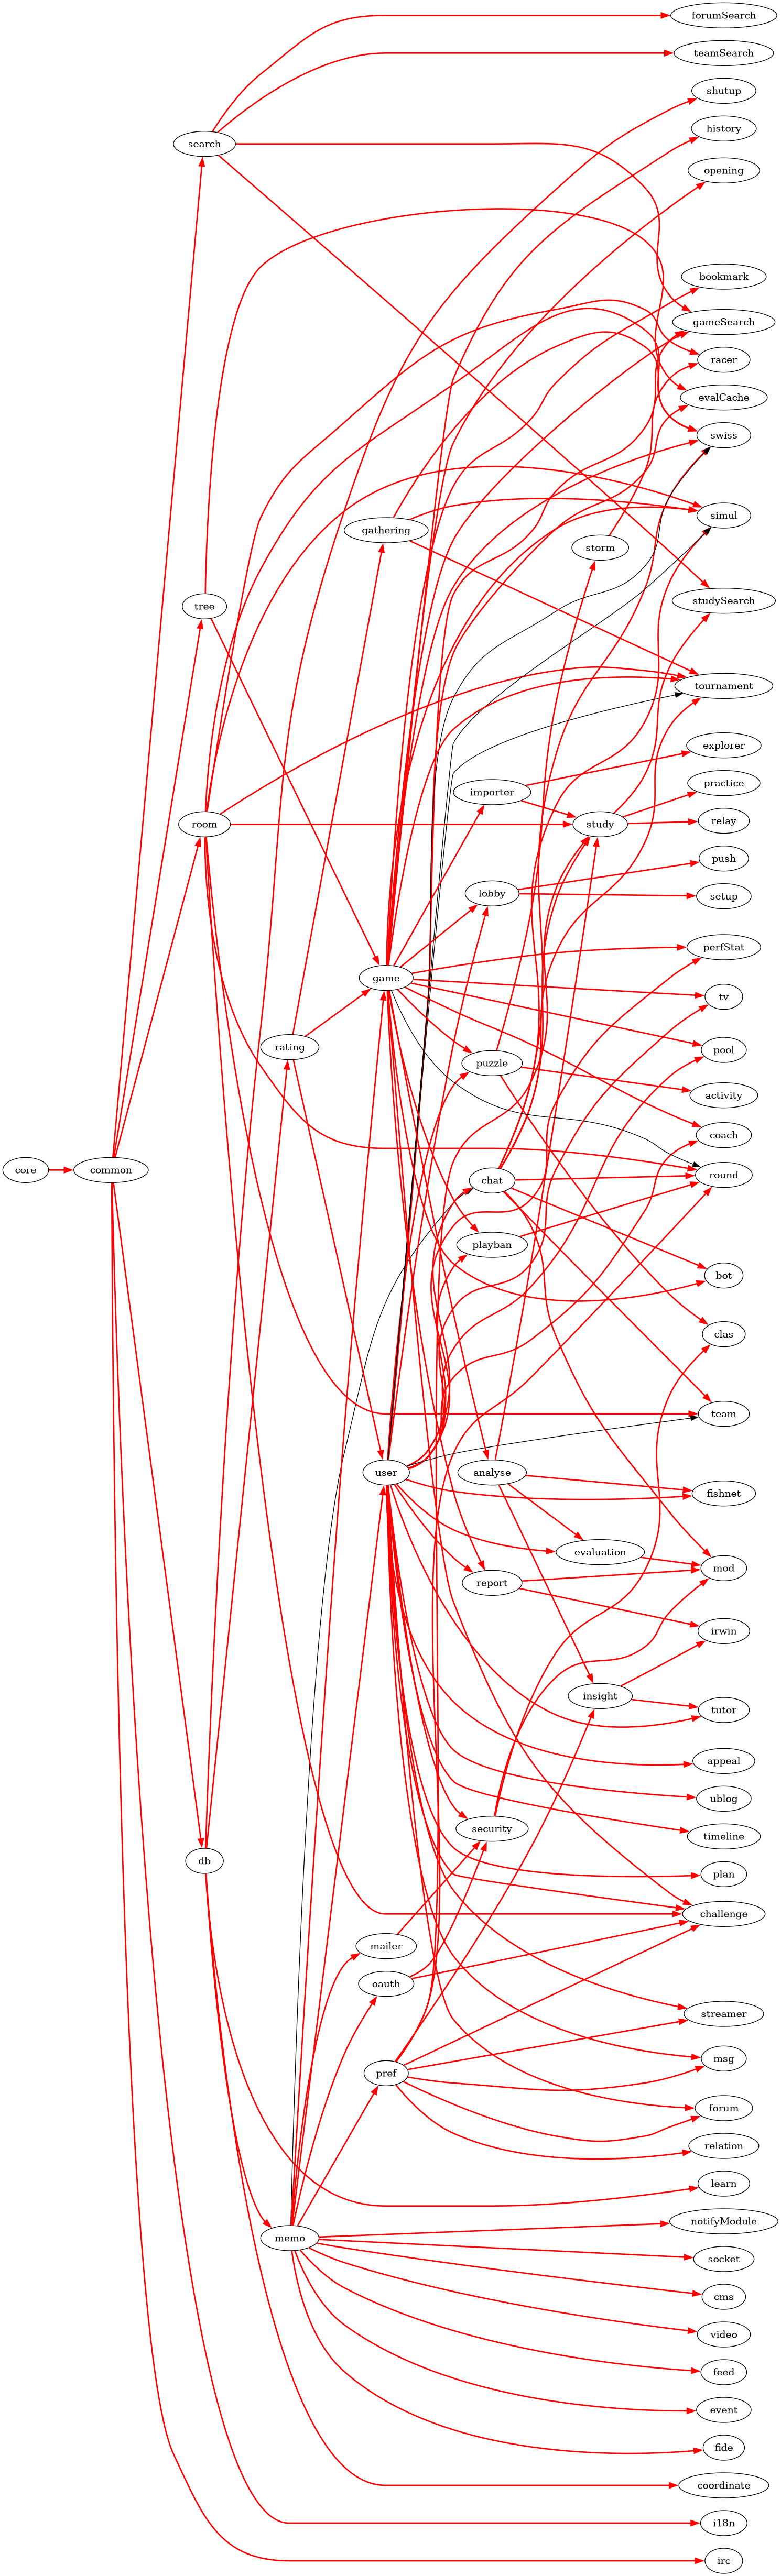 forumSearch
teamSearch
shutup
history
search
opening
bookmark
gameSearch
racer
evalCache
swiss
simul
gathering
storm
studySearch
tree
tournament
explorer
practice
importer
relay
room
study
push
lobby
setup
perfStat
game
tv
rating
pool
puzzle
activity
coach
core
common
round
chat
playban
bot
clas
team
user
analyse
fishnet
evaluation
mod
report
irwin
insight
tutor
appeal
ublog
security
timeline
db
plan
challenge
mailer
oauth
streamer
msg
pref
forum
relation
learn
notifyModule
memo
socket
cms
video
feed
event
fide
coordinate
i18n
irc